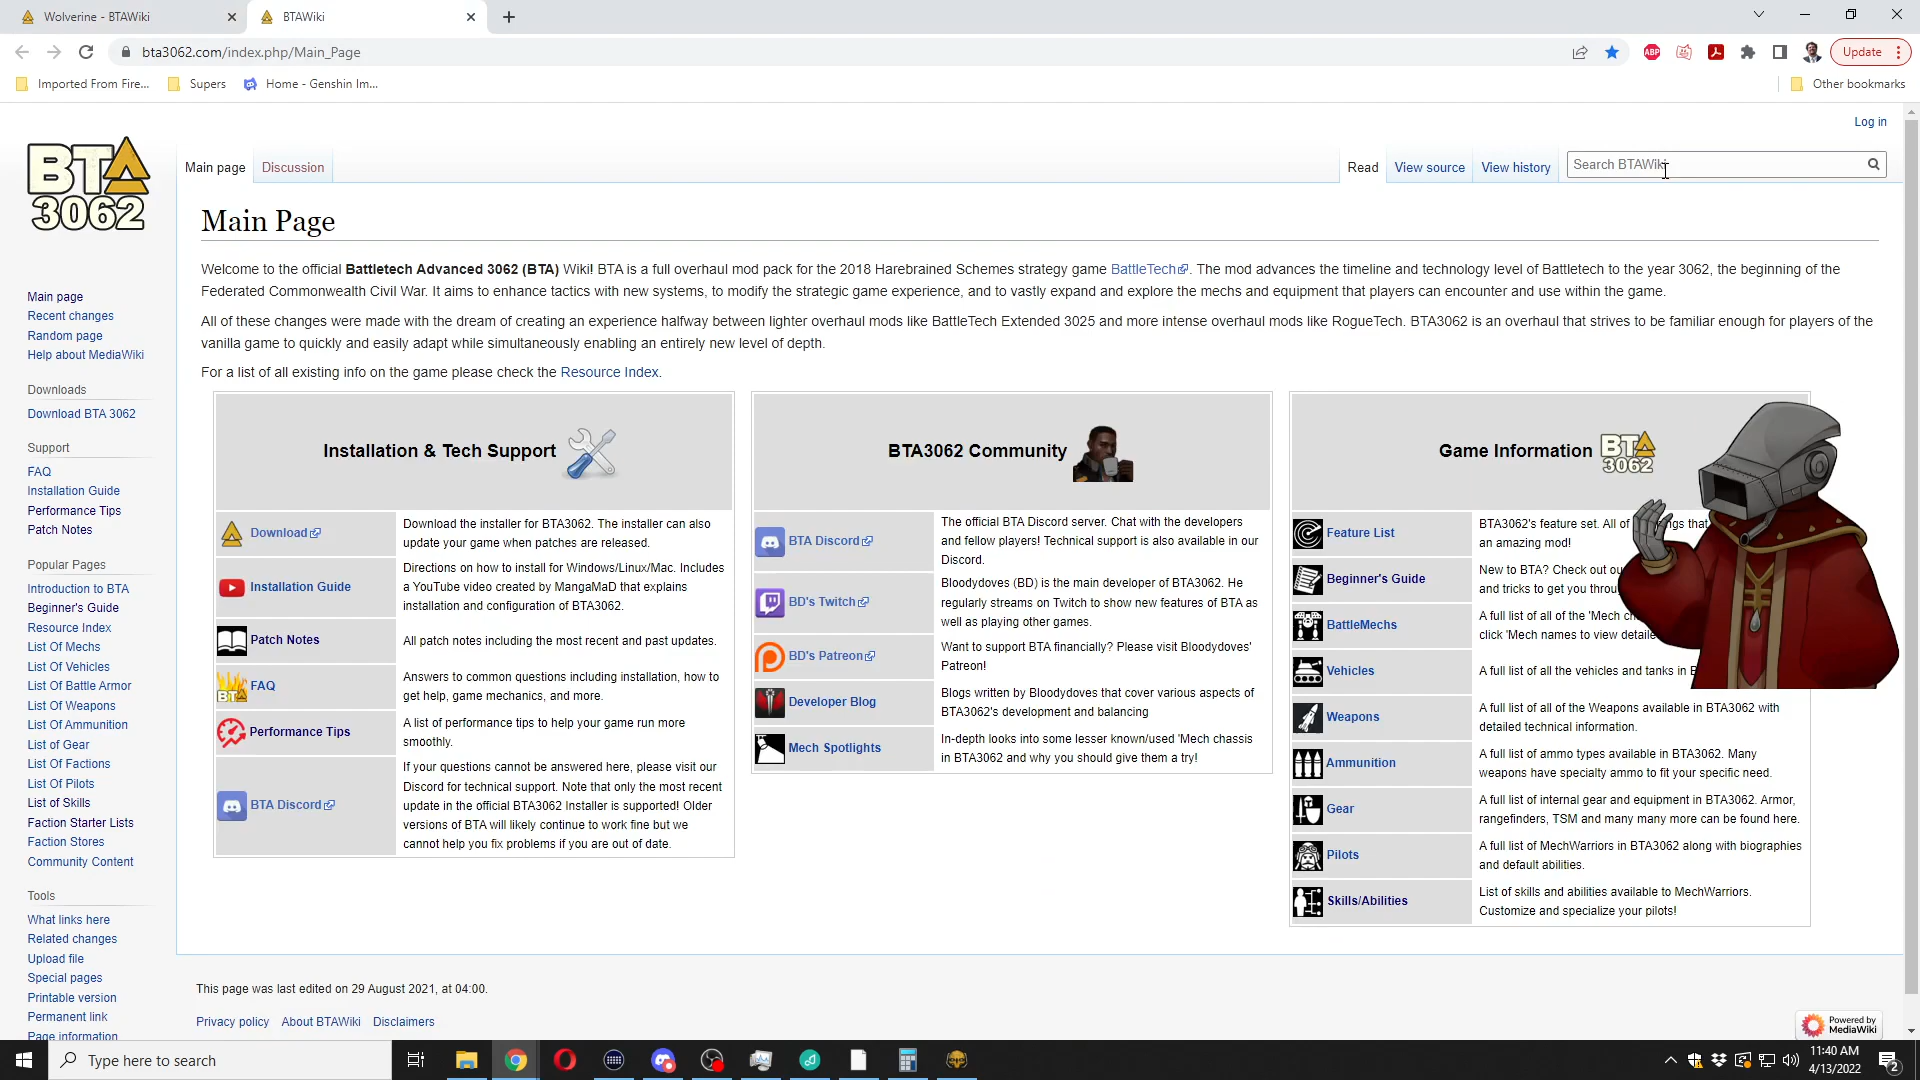 Wolverine - BTAWiki
BTAWiki
bta3062.com/index.php/Main_Page
ABP
Update
Imported From Fire...
Supers
Home - Genshin Im...
Other bookmarks
Log in
BTA
3062
Main page
Discussion
Read
View source
View history
Search BTAWiki
Main Page
Welcome to the official Battletech Advanced 3062 (BTA) Wiki! BTA is a full overhaul mod pack for the 2018 Harebrained Schemes strategy game BattleTech. The mod advances the timeline and technology level of Battletech to the year 3062, the beginning of the
Federated Commonwealth Civil War. It aims to enhance tactics with new systems, to modify the strategic game experience, and to vastly expand and explore the mechs and equipment that players can encounter and use within the game.
All of these changes were made with the dream of creating an experience halfway between lighter overhaul mods like BattleTech Extended 3025 and more intense overhaul mods like RogueTech. BTA3062 is an overhaul that strives to be familiar enough for players of the
vanilla game to quickly and easily adapt while simultaneously enabling an entirely new level of depth.
For a list of all existing info on the game please check the Resource Index.
Main page
Recent changes
Random page
Help about MediaWiki
Downloads
Download BTA 3062
Support
FAQ
Installation Guide
Performance Tips
Patch Notes
Popular Pages
Introduction to BTA
Beginner's Guide
Resource Index
List Of Mechs
List Of Vehicles
List Of Battle Armor
List Of Weapons
List Of Ammunition
List of Gear
List Of Factions
List Of Pilots
List of Skills
Faction Starter Lists
Faction Stores
Community Content
Tools
What links here
Related changes
Upload file
Special pages
Printable version
Permanent link
Page information
Installation & Tech Support
Download
Download the installer for BTA3062. The installer can also
update your game when patches are released.
Installation Guide
Directions on how to install for Windows/Linux/Mac. Includes
a YouTube video created by MangaMaD that explains
installation and configuration of BTA3062.
Patch Notes
All patch notes including the most recent and past updates.
BTA
FAQ
Answers to common questions including installation, how to
get help, game mechanics, and more.
Performance Tips
A list of performance tips to help your game run more
smoothly.
BTA Discord
If your questions cannot be answered here, please visit our
Discord for technical support. Note that only the most recent
update in the official BTA3062 Installer is supported! Older
versions of BTA will likely continue to work fine but we
cannot help you fix problems if you are out of date.
BTA3062 Community
BTA Discord
The official BTA Discord server. Chat with the developers
and fellow players! Technical support is also available in our
Discord.
BD's Twitch
Bloodydoves (BD) is the main developer of BTA3062. He
regularly streams on Twitch to show new features of BTA as
well as playing other games.
BD's Patreon
Want to support BTA financially? Please visit Bloodydoves'
Patreon!
Developer Blog
Blogs written by Bloodydoves that cover various aspects of
BTA3062's development and balancing
Mech Spotlights
In-depth looks into some lesser known/used 'Mech chassis
in BTA3062 and why you should give them a try!
Game Information
BTA
3062
Feature List
BTA3062's feature set. All of
ngs that
an amazing mod!
Beginner's Guide
New to BTA? Check out ou
and tricks to get you throu
BattleMechs
A full list of all of the 'Mech ch
click 'Mech names to view detaile
Vehicles
A full list of all the vehicles and tanks in B
Weapons
A full list of all of the Weapons available in BTA3062 with
detailed technical information.
Ammunition
A full list of ammo types available in BTA3062. Many
weapons have specialty ammo to fit your specific need.
Gear
A full list of internal gear and equipment in BTA3062. Armor,
rangefinders, TSM and many many more can be found here.
Pilots
A full list of MechWarriors in BTA3062 along with biographies
and default abilities.
Skills/Abilities
List of skills and abilities available to MechWarriors.
Customize and specialize your pilots!
This page was last edited on 29 August 2021, at 04:00.
Privacy policy
About BTAWiki
Disclaimers
Powered by
MediaWiki
Type here to search
11:40 AM
4/13/2022
2